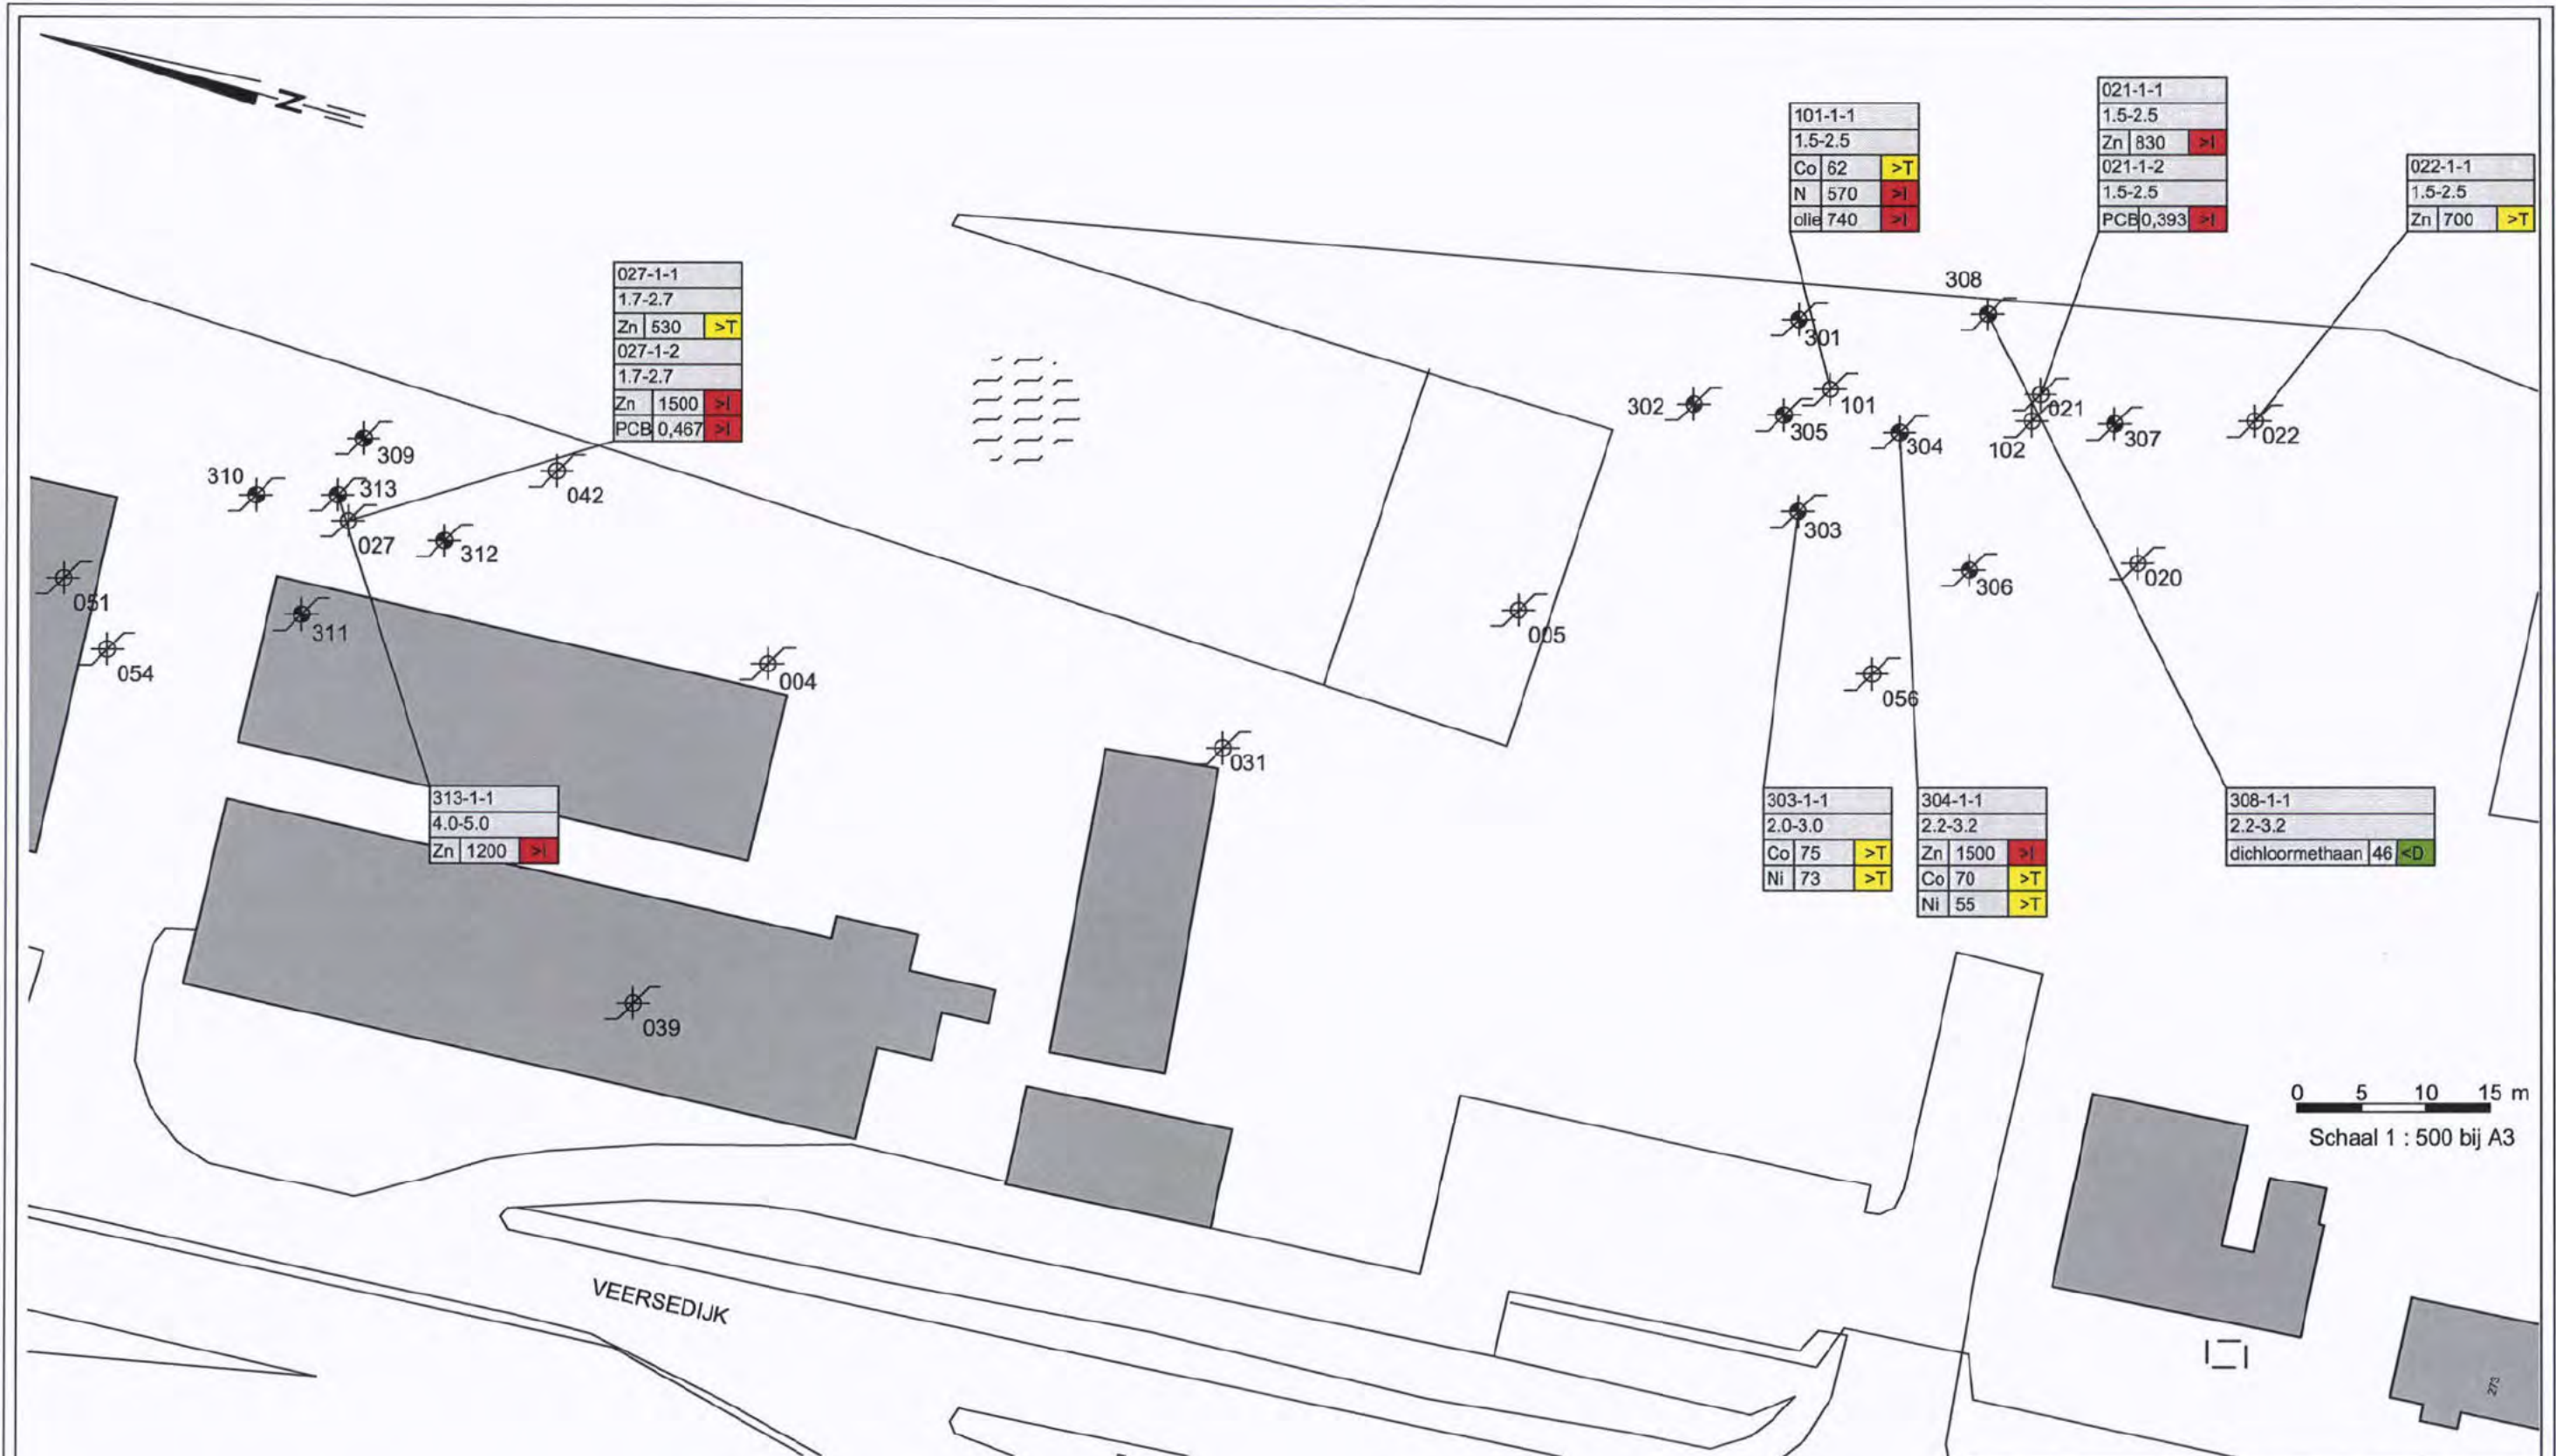 N
101-1-1
1.5-2.5
Co 62 >T
N 570 >I
olie 740 >I
021-1-1
1.5-2.5
Zn 830 >I
021-1-2
1.5-2.5
PCB 0,393 >I
022-1-1
1.5-2.5
Zn 700 >T
027-1-1
1.7-2.7
Zn 530 >T
027-1-2
1.7-2.7
Zn 1500 >I
PCB 0,467 >I
308
301
302
101
305
304
021
102
307
022
309
310
313
042
027
312
303
306
020
051
311
005
054
004
056
031
313-1-1
4.0-5.0
Zn 1200 >I
303-1-1
2.0-3.0
Co 75 >T
Ni 73 >T
304-1-1
2.2-3.2
Zn 1500 >I
Co 70 >T
Ni 55 >T
308-1-1
2.2-3.2
dichloormethaan 46 <D
039
0 5 10 15 m
Schaal 1 : 500 bij A3
VEERSEDIJK
273